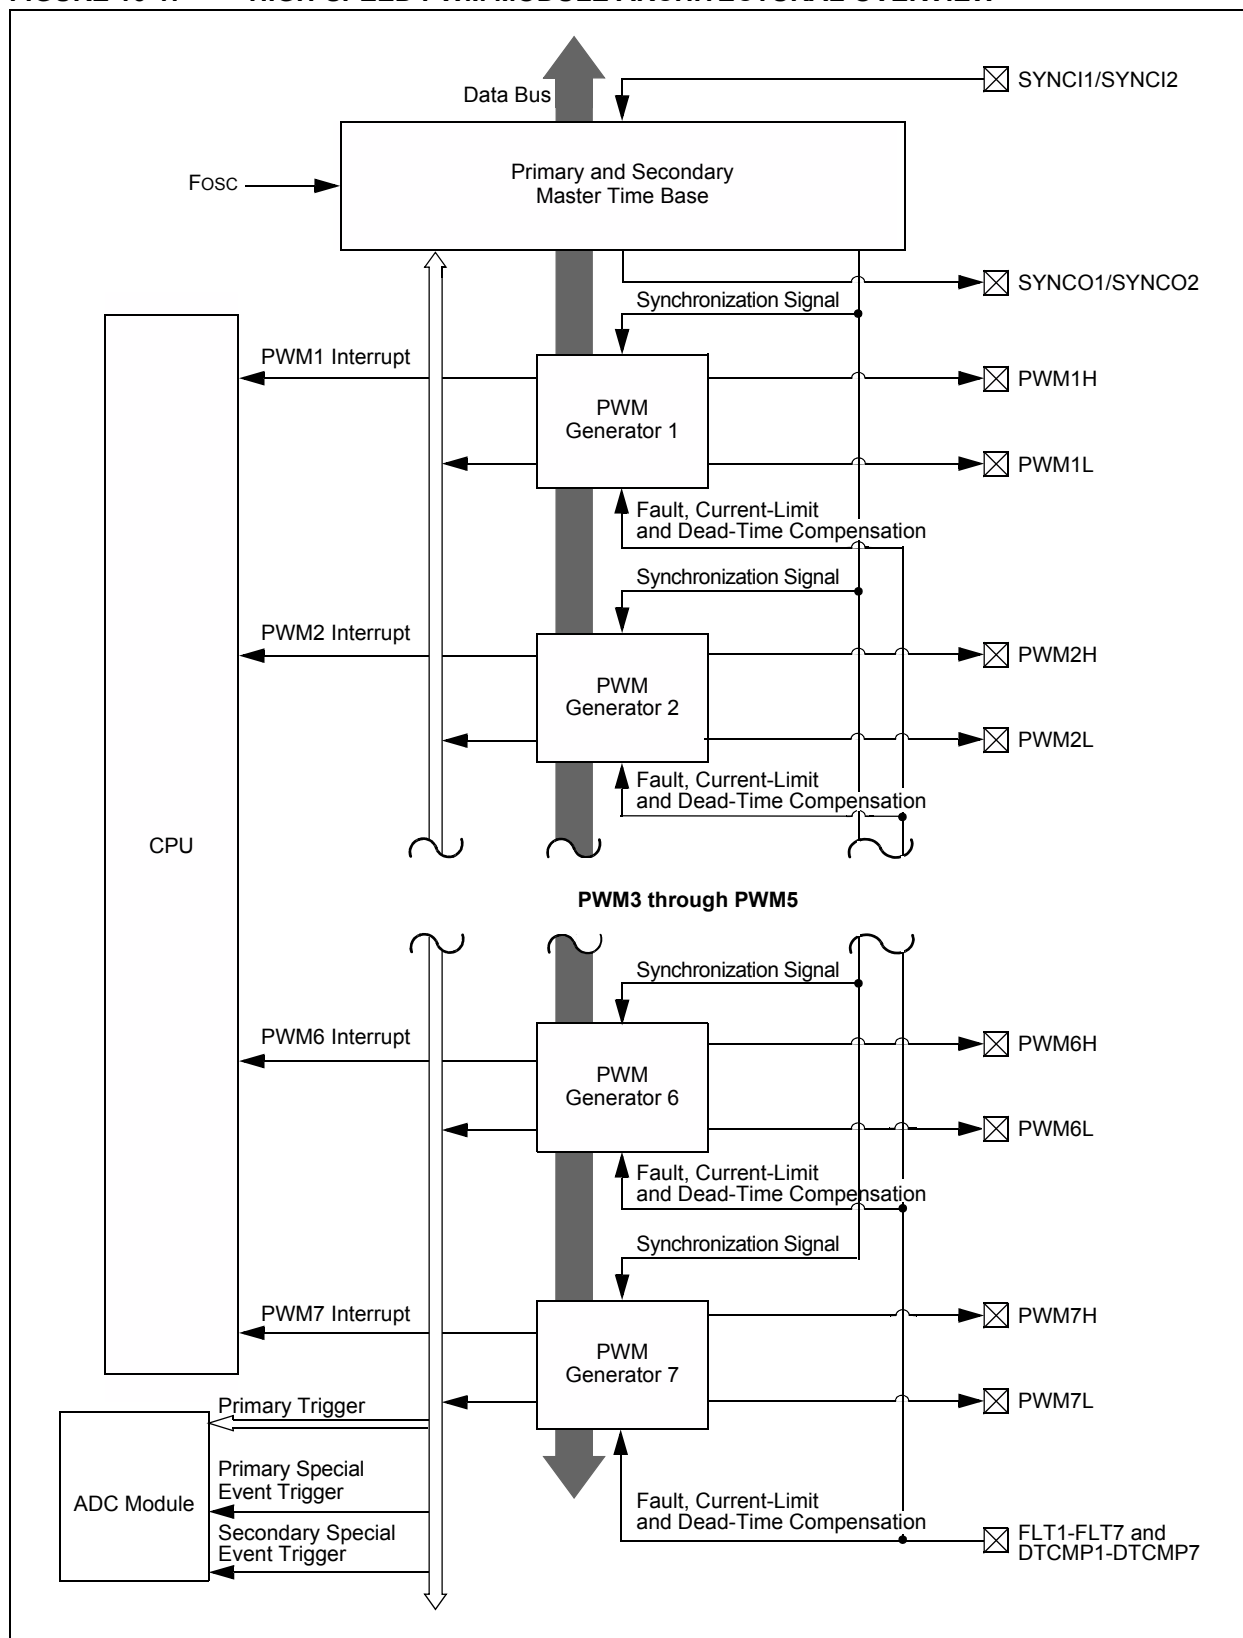 Data Bus
SYNCI1/SYNCI2
Primary and Secondary
Master Time Base
FOSC
SYNCO1/SYNCO2
Synchronization Signal
PWM1 Interrupt
PWM
Generator 1
PWM1H
PWM1L
Fault, Current-Limit
and Dead-Time Compensation
Synchronization Signal
PWM2 Interrupt
PWM
Generator 2
PWM2H
PWM2L
Fault, Current-Limit
and Dead-Time Compensation
CPU
PWM3 through PWM5
Synchronization Signal
PWM6 Interrupt
PWM
Generator 6
PWM6H
PWM6L
Fault, Current-Limit
and Dead-Time Compensation
Synchronization Signal
PWM7 Interrupt
PWM
Generator 7
PWM7H
PWM7L
Primary Trigger
ADC Module
Primary Special
Event Trigger
Secondary Special
Event Trigger
Fault, Current-Limit
and Dead-Time Compensation
FLT1-FLT7 and
DTCMP1-DTCMP7